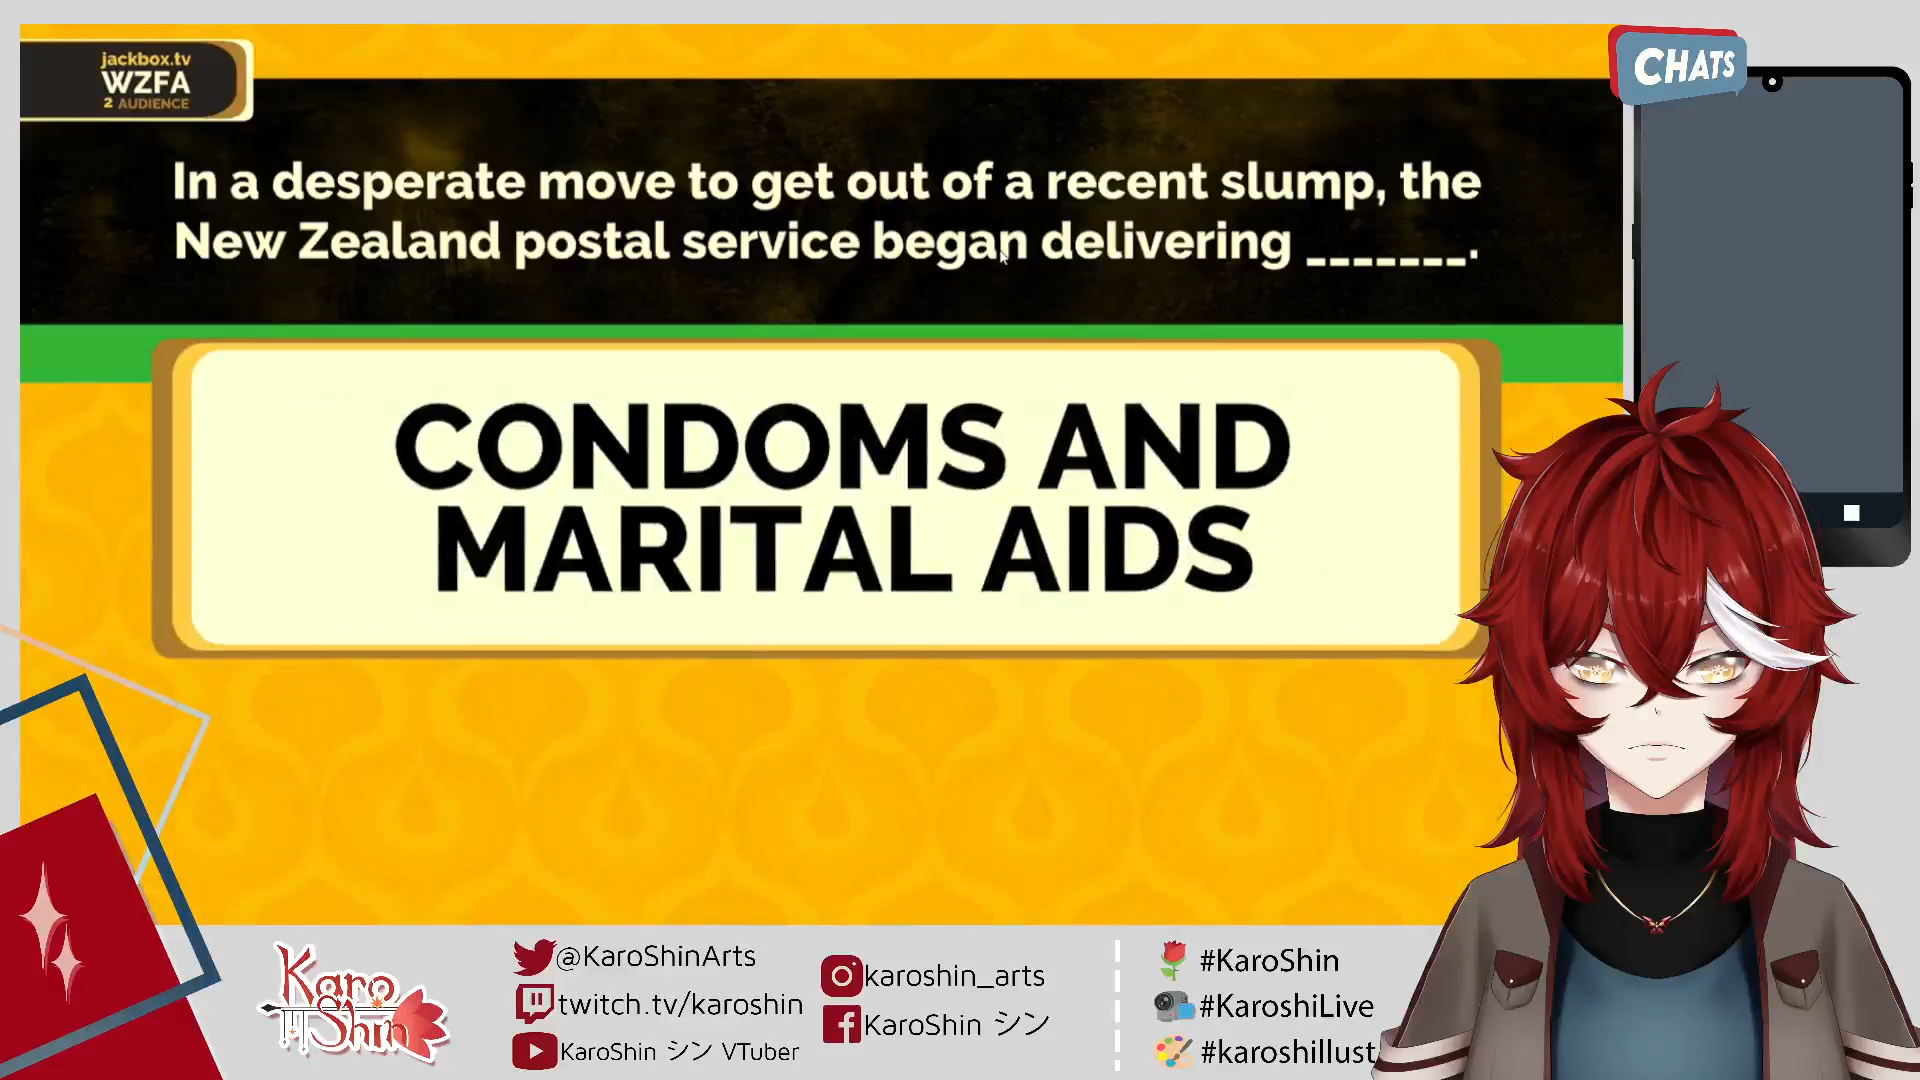 jackbox.tv
WZFA
2 AUDIENCE
CHATS
In a desperate move to get out of a recent slump, the
New Zealand postal service began delivering _______.
CONDOMS AND
MARITAL AIDS
Karo
Shin
@KaroShinArts
twitch.tv/karoshin
KaroShin シン VTuber
karoshin_arts
KaroShin シン
#KaroShin
#KaroshiLive
#karoshillust